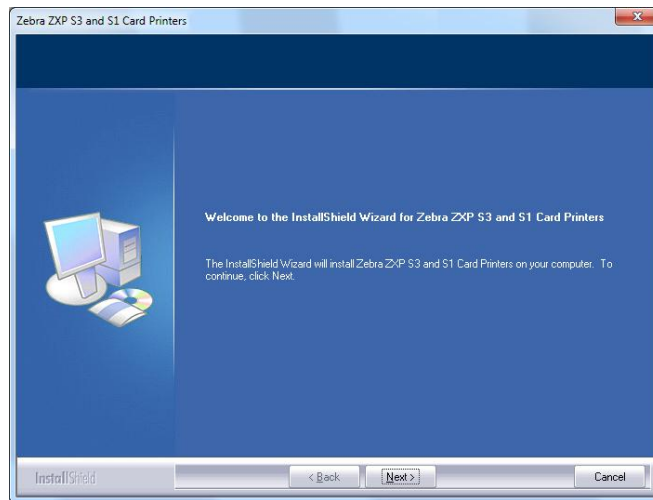 Zebra ZXP S3 and S1 Card Printers
Welcome to the InstallShield Wizard for Zebra ZXP S3 and S1 Card Printers
The InstallShield Wizard will install Zebra ZXP S3 and S1 Card Printers on your computer. To
continue, click Next.
InstallShield
< Back Next > Cancel